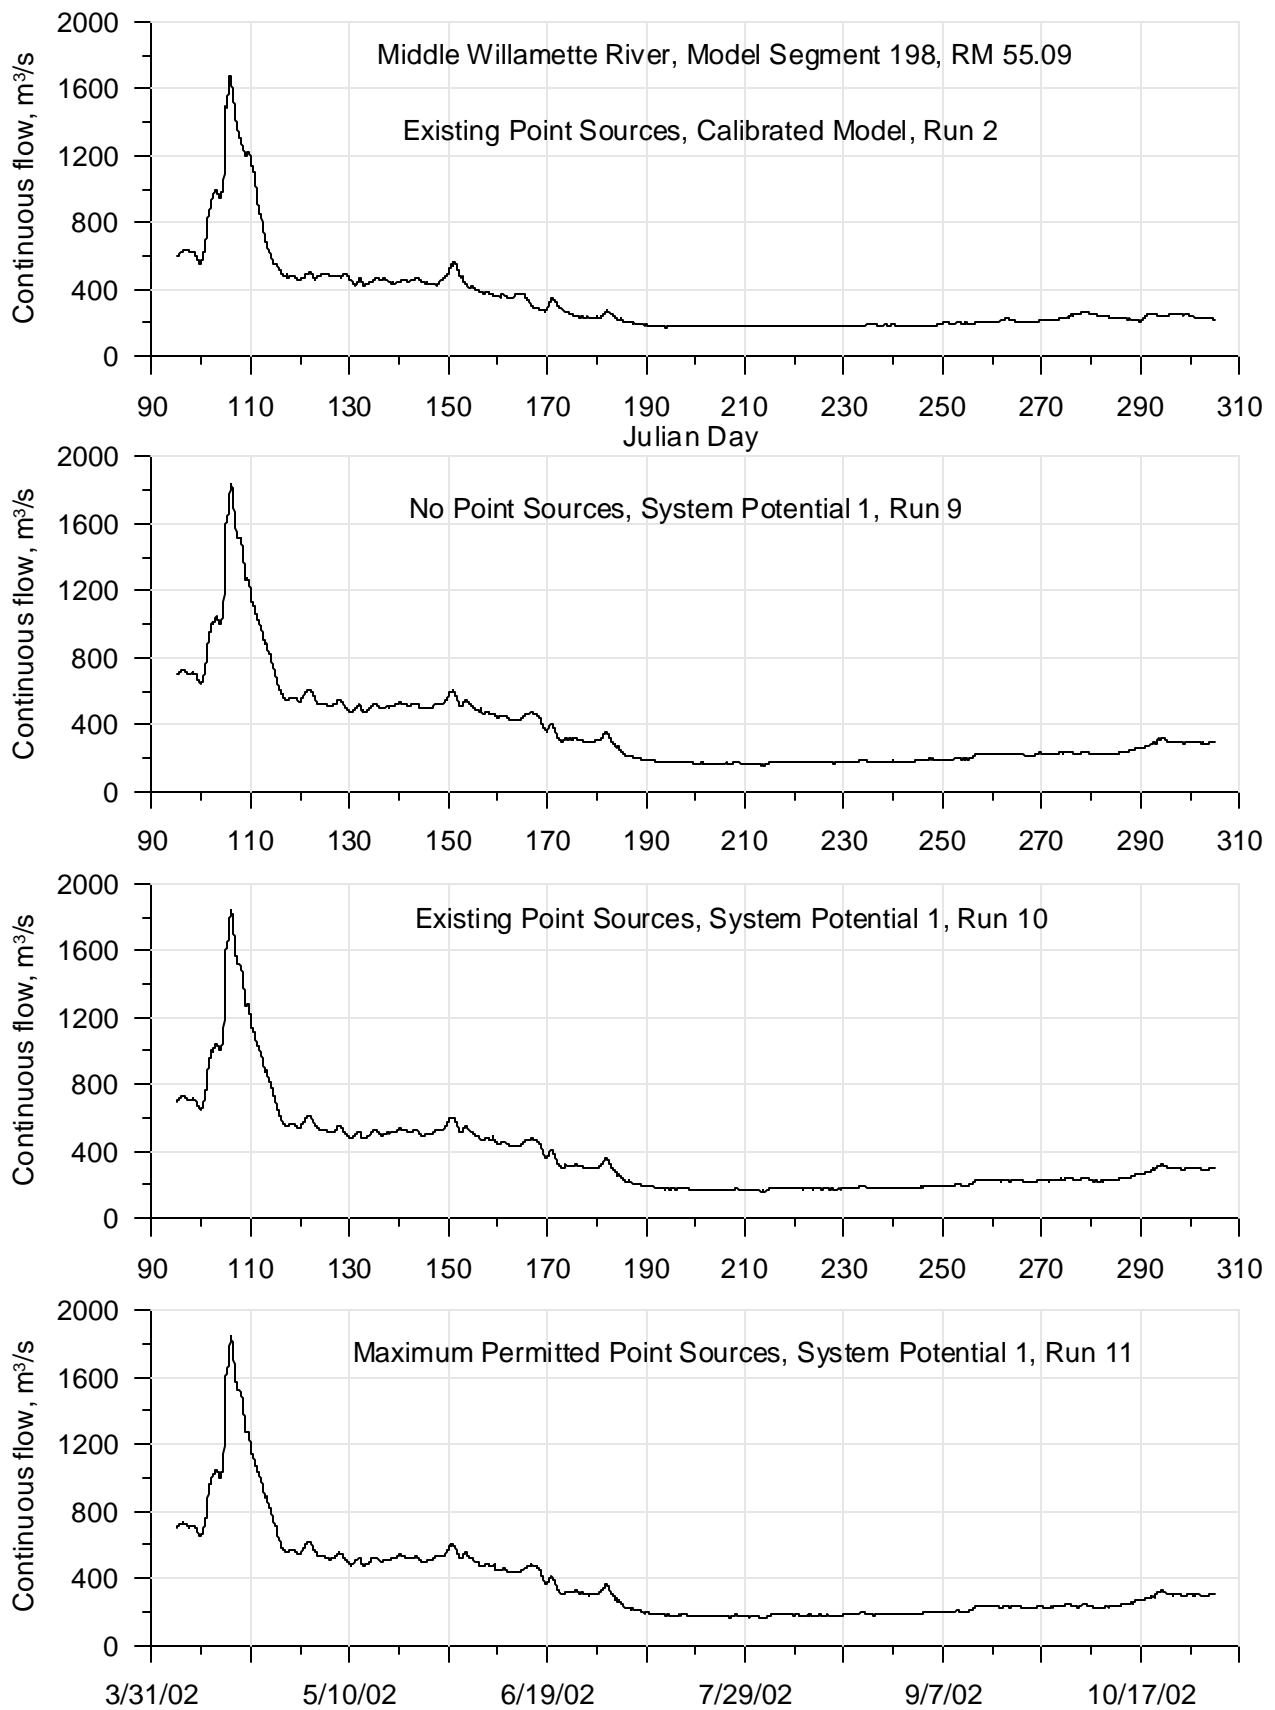 2000
Middle Willamette River, Model Segment 198, RM 55.09
1600
Existing Point Sources, Calibrated Model, Run 2
1200
800
400
0
Continuous flow, m³/s
90 110 130 150 170 190 210 230 250 270 290 310
Julian Day
2000
No Point Sources, System Potential 1, Run 9
1600
1200
800
400
0
Continuous flow, m³/s
90 110 130 150 170 190 210 230 250 270 290 310
2000
Existing Point Sources, System Potential 1, Run 10
1600
1200
800
400
0
Continuous flow, m³/s
90 110 130 150 170 190 210 230 250 270 290 310
2000
Maximum Permitted Point Sources, System Potential 1, Run 11
1600
1200
800
400
0
Continuous flow, m³/s
3/31/02 5/10/02 6/19/02 7/29/02 9/7/02 10/17/02